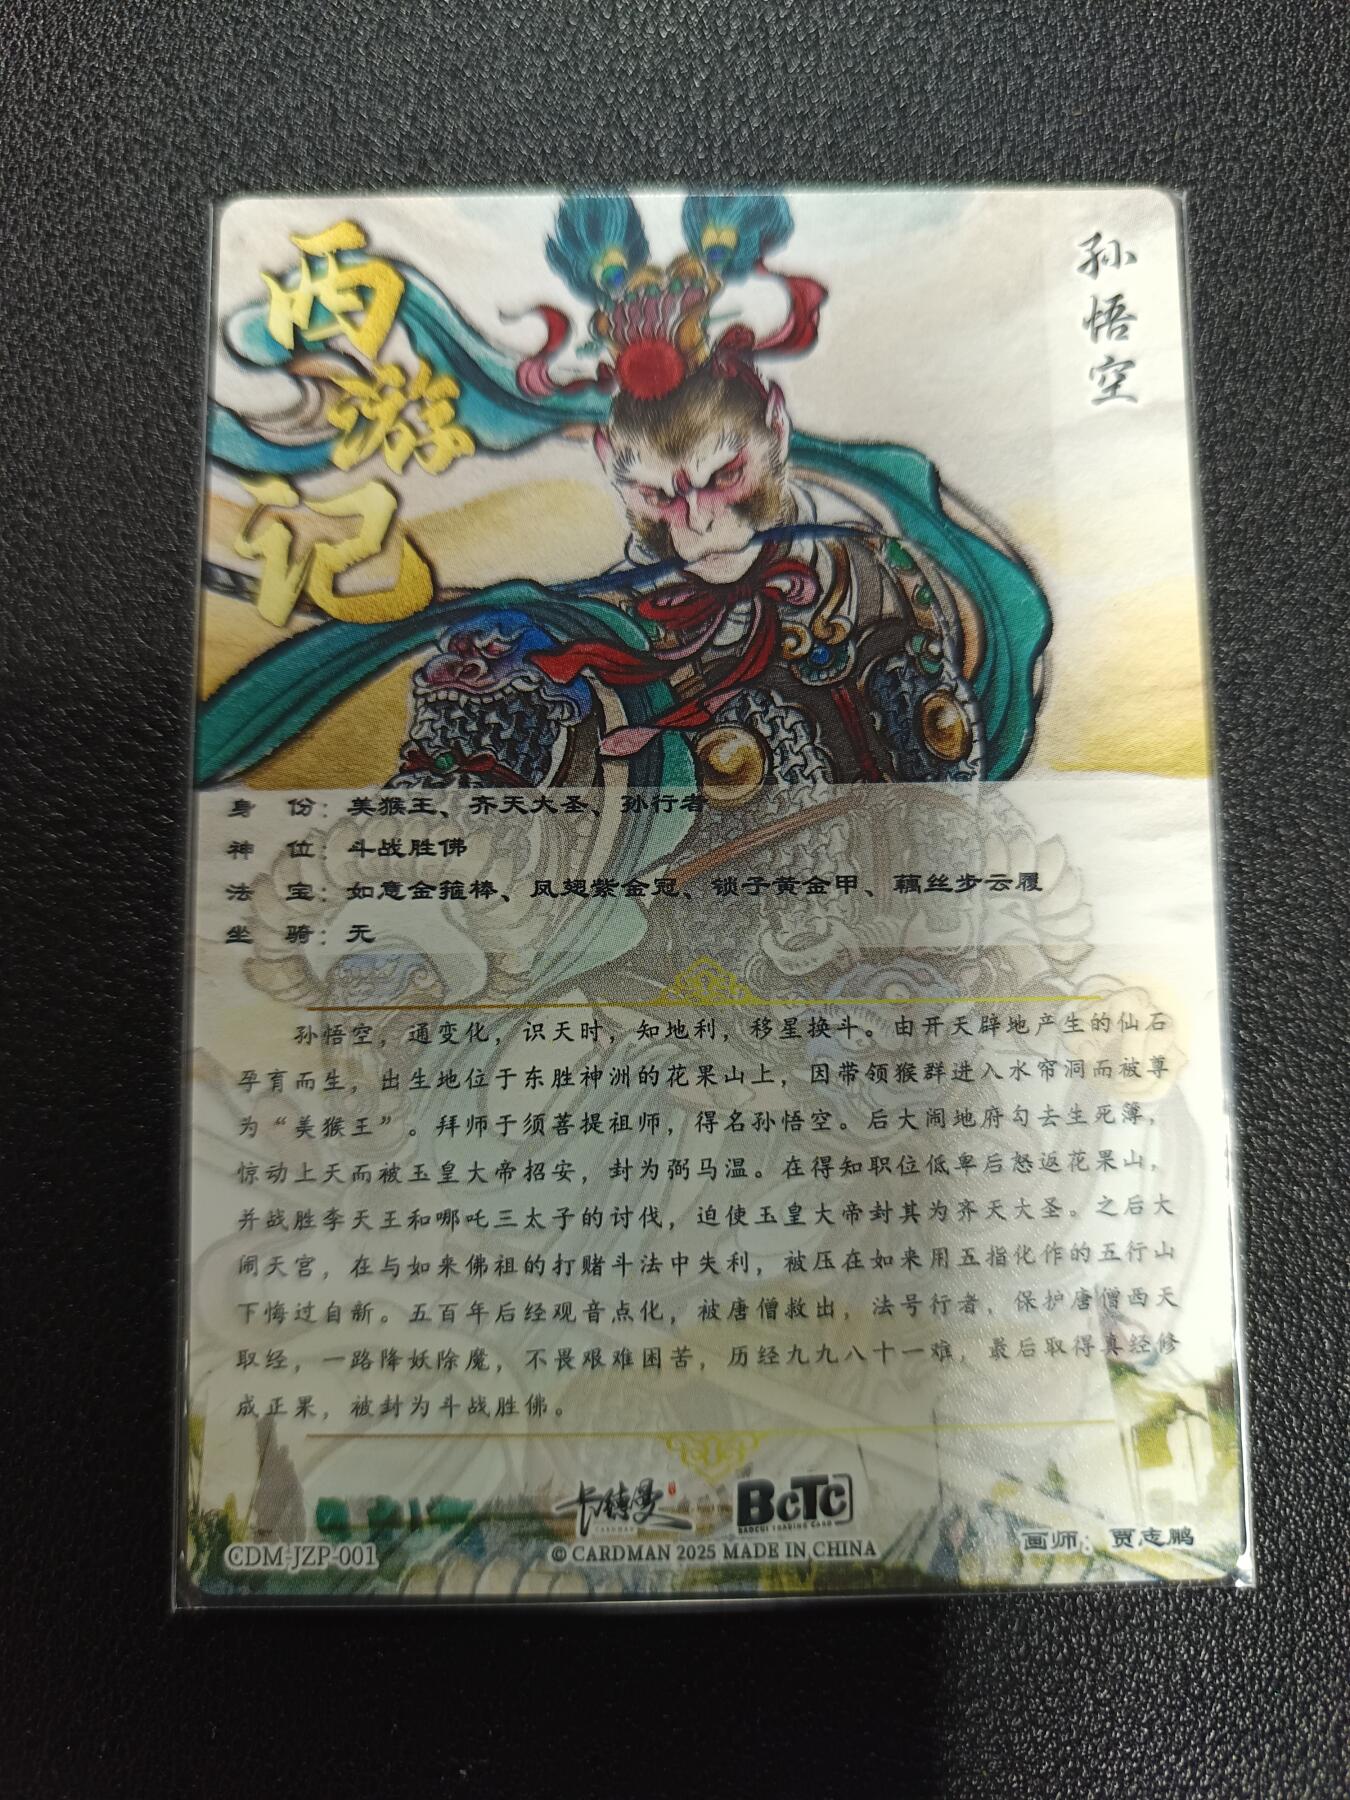 西游记
孙悟空
身 份：美猴王、齐天大圣、孙行者
神 位：斗战胜佛
法 宝：如意金箍棒、凤翅紫金冠、锁子黄金甲、藕丝步云履
坐 骑：无
孙悟空，通变化，识天时，知地利，移星换斗。由开天辟地产生的仙石
孕育而生，出生地位于东胜神洲的花果山上，因带领猴群进入水帘洞而被尊
为“美猴王”。拜师于须菩提祖师，得名孙悟空。后大闹地府勾去生死簿，
惊动上天而被玉皇大帝招安，封为弼马温。在得知职位低卑后怒返花果山，
并战胜李天王和哪吒三太子的讨伐，迫使玉皇大帝封其为齐天大圣。之后大
闹天宫，在与如来佛祖的打赌斗法中失利，被压在如来用五指化作的五行山
下悔过自新。五百年后经观音点化，被唐僧救出，法号行者，保护唐僧西天
取经，一路降妖除魔，不畏艰难困苦，历经九九八十一难，最后取得真经修
成正果，被封为斗战胜佛。
卡德曼
CARDMAN
BCTC
BAOCUI TRADING CARD
CDM-JZP-001
© CARDMAN 2025 MADE IN CHINA
画师：贾志鹏